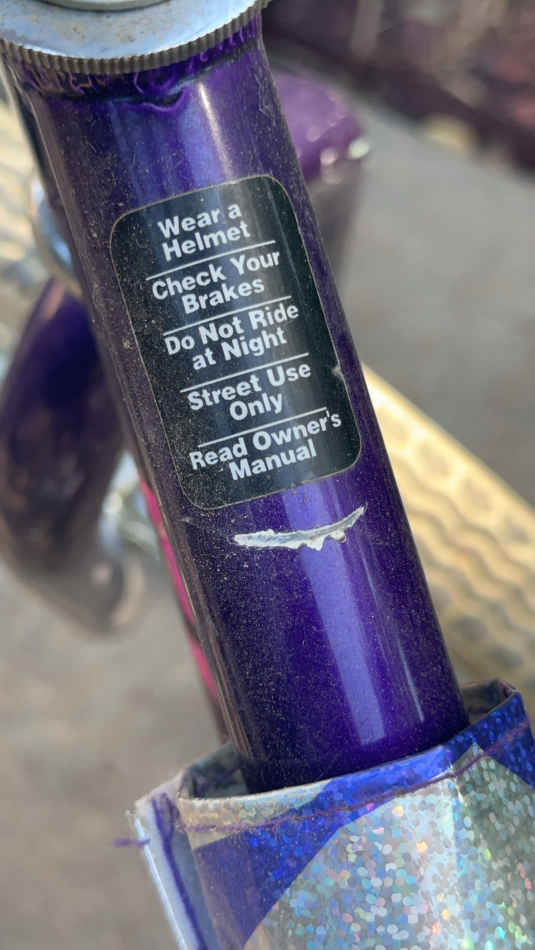 Wear a
Helmet
Check Your
Brakes
Do Not Ride
at Night
Street Use
Only
Read Owner's
Manual